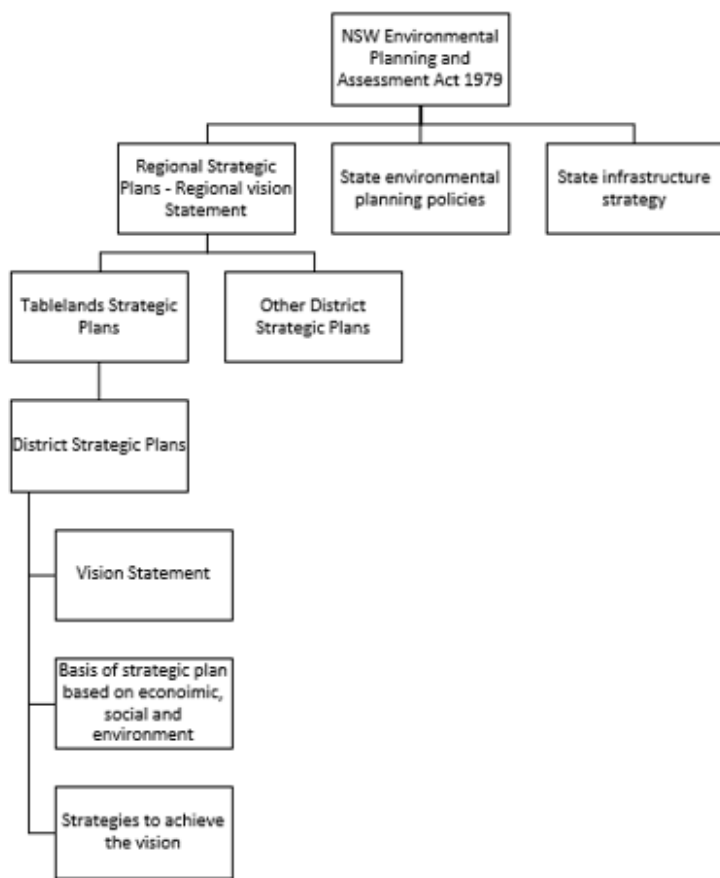 NSW Environmental
Planning and
Assessment Act 1979
Regional Strategic
Plans - Regional vision
Statement
State environmental
planning policies
State infrastructure
strategy
Tablelands Strategic
Plans
Other District
Strategic Plans
District Strategic Plans
Vision Statement
Basis of strategic plan
based on econoimic,
social and
environment
Strategies to achieve
the vision